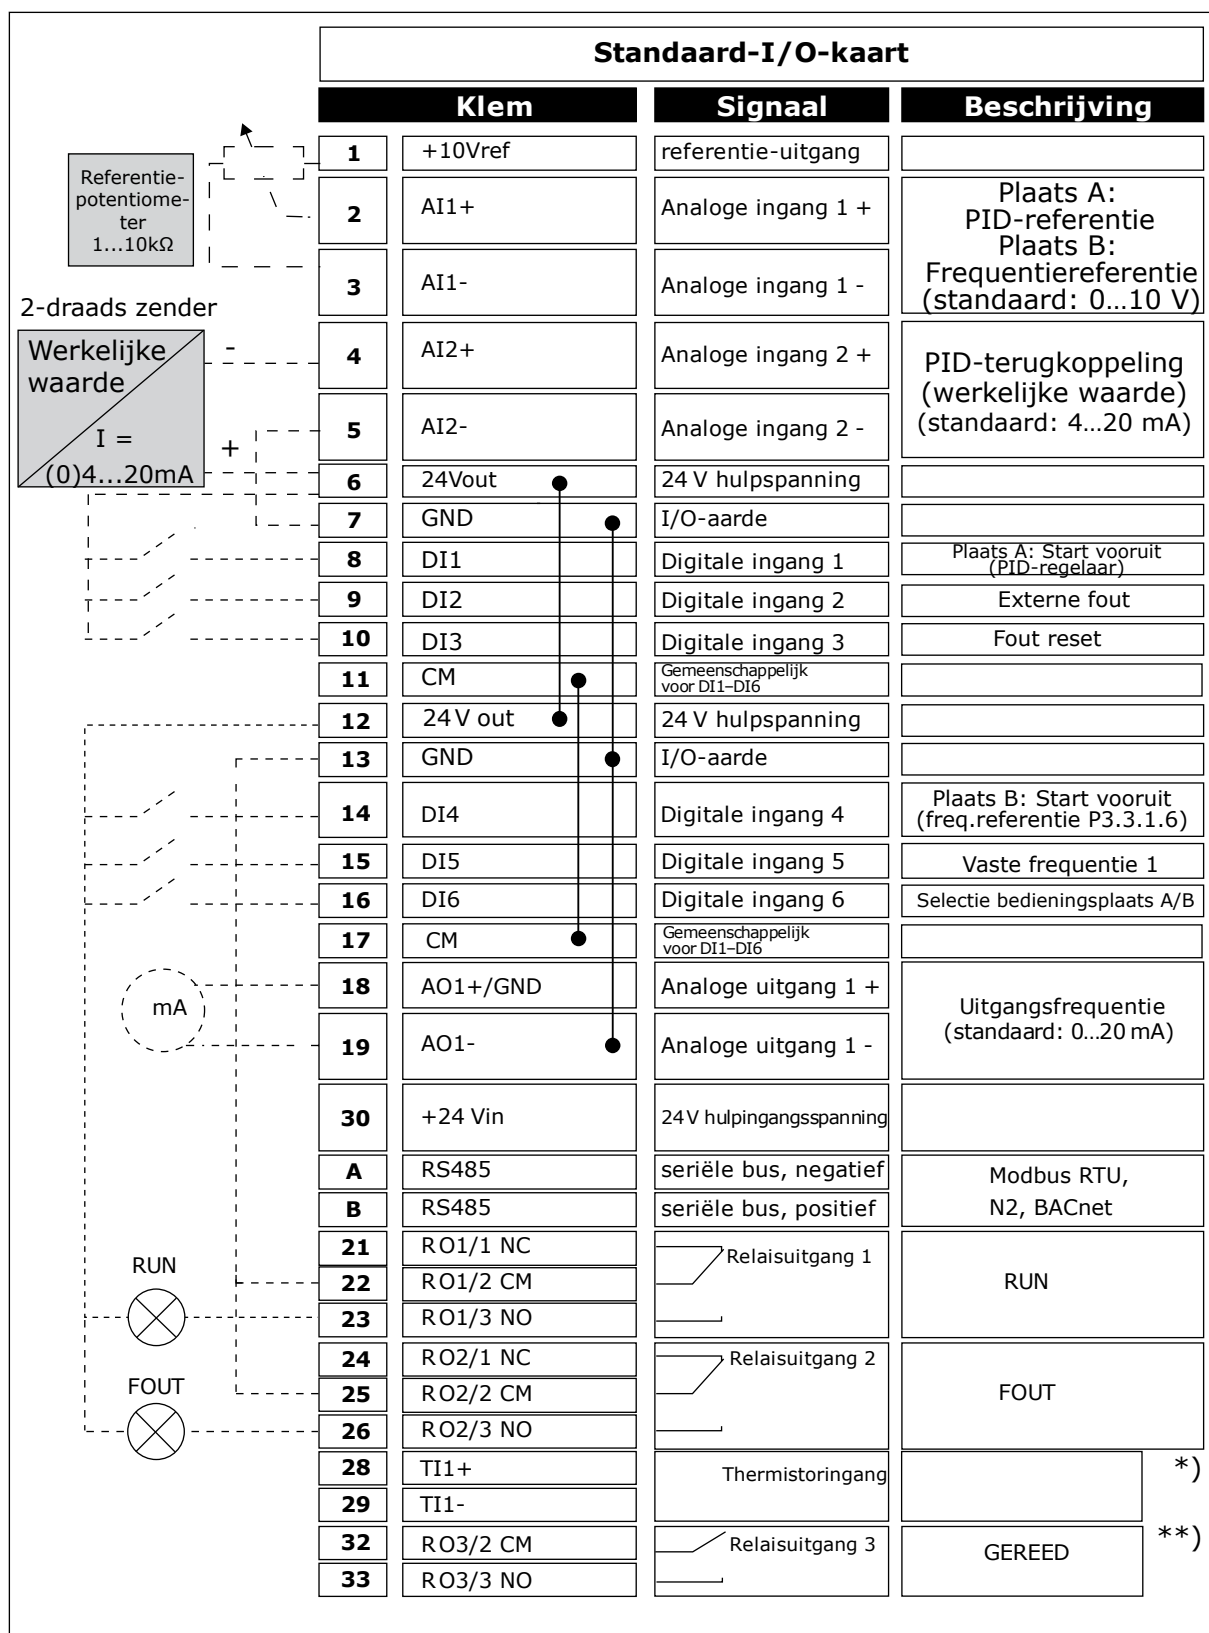 Standaard-I/O-kaart
Klem Signaal Beschrijving
1 +10Vref referentie-uitgang
Referentie-
potentiome-
ter
1...10kΩ
2 AI1+ Analoge ingang 1 +
3 AI1- Analoge ingang 1 -
Plaats A:
PID-referentie
Plaats B:
Frequentiereferentie
(standaard: 0...10 V)
2-draads zender
Werkelijke
waarde
I =
(0)4...20mA
-
+
4 AI2+ Analoge ingang 2 +
5 AI2- Analoge ingang 2 -
PID-terugkoppeling
(werkelijke waarde)
(standaard: 4...20 mA)
6 24Vout 24 V hulpspanning
7 GND I/O-aarde
8 DI1 Digitale ingang 1
Plaats A: Start vooruit
(PID-regelaar)
9 DI2 Digitale ingang 2 Externe fout
10 DI3 Digitale ingang 3 Fout reset
11 CM Gemeenschappelijk
voor DI1–DI6
12 24 V out 24 V hulpspanning
13 GND I/O-aarde
14 DI4 Digitale ingang 4
Plaats B: Start vooruit
(freq.referentie P3.3.1.6)
15 DI5 Digitale ingang 5 Vaste frequentie 1
16 DI6 Digitale ingang 6 Selectie bedieningsplaats A/B
17 CM Gemeenschappelijk
voor DI1–DI6
mA
18 AO1+/GND Analoge uitgang 1 +
19 AO1- Analoge uitgang 1 -
Uitgangsfrequentie
(standaard: 0...20 mA)
30 +24 Vin 24 V hulpingangsspanning
A RS485 seriële bus, negatief
B RS485 seriële bus, positief
Modbus RTU,
N2, BACnet
21 RO1/1 NC Relaisuitgang 1
22 RO1/2 CM RUN
23 RO1/3 NO
RUN
24 RO2/1 NC Relaisuitgang 2
25 RO2/2 CM FOUT
26 RO2/3 NO
FOUT
28 TI1+ Thermistoringang *)
29 TI1-
32 RO3/2 CM Relaisuitgang 3 GEREED **)
33 RO3/3 NO